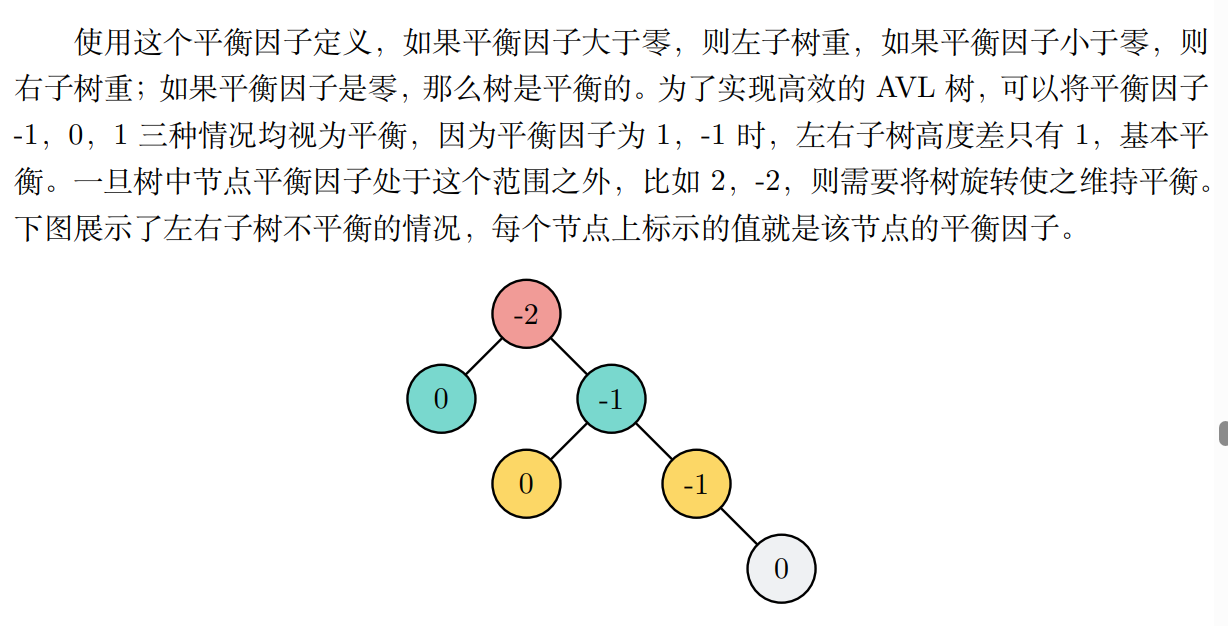 使用这个平衡因子定义，如果平衡因子大于零，则左子树重，如果平衡因子小于零，则
右子树重；如果平衡因子是零，那么树是平衡的。为了实现高效的 AVL 树，可以将平衡因子
-1，0，1 三种情况均视为平衡，因为平衡因子为 1，-1 时，左右子树高度差只有 1，基本平
衡。一旦树中节点平衡因子处于这个范围之外，比如 2，-2，则需要将树旋转使之维持平衡。
下图展示了左右子树不平衡的情况，每个节点上标示的值就是该节点的平衡因子。
-2
0 -1
0 -1
0